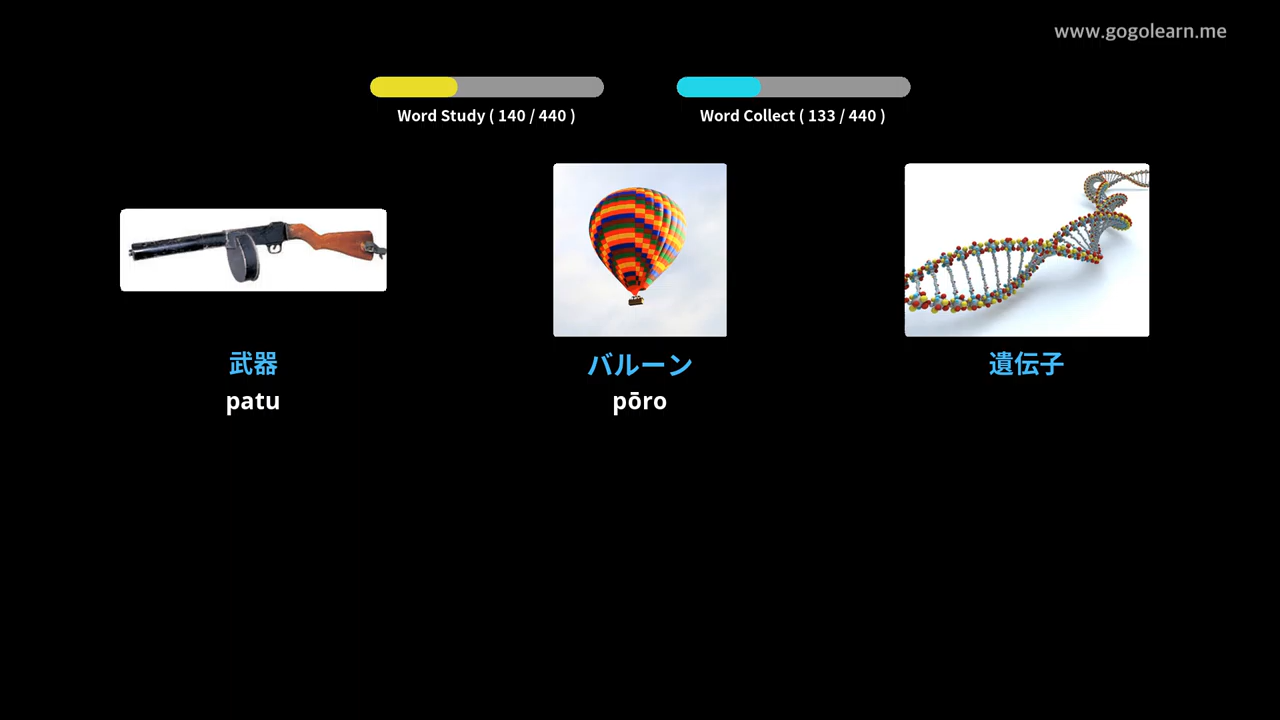 www.gogolearn.me
Word Study ( 140 / 440 )
Word Collect ( 133 / 440 )
武器
バルーン
遺伝子
patu
pōro